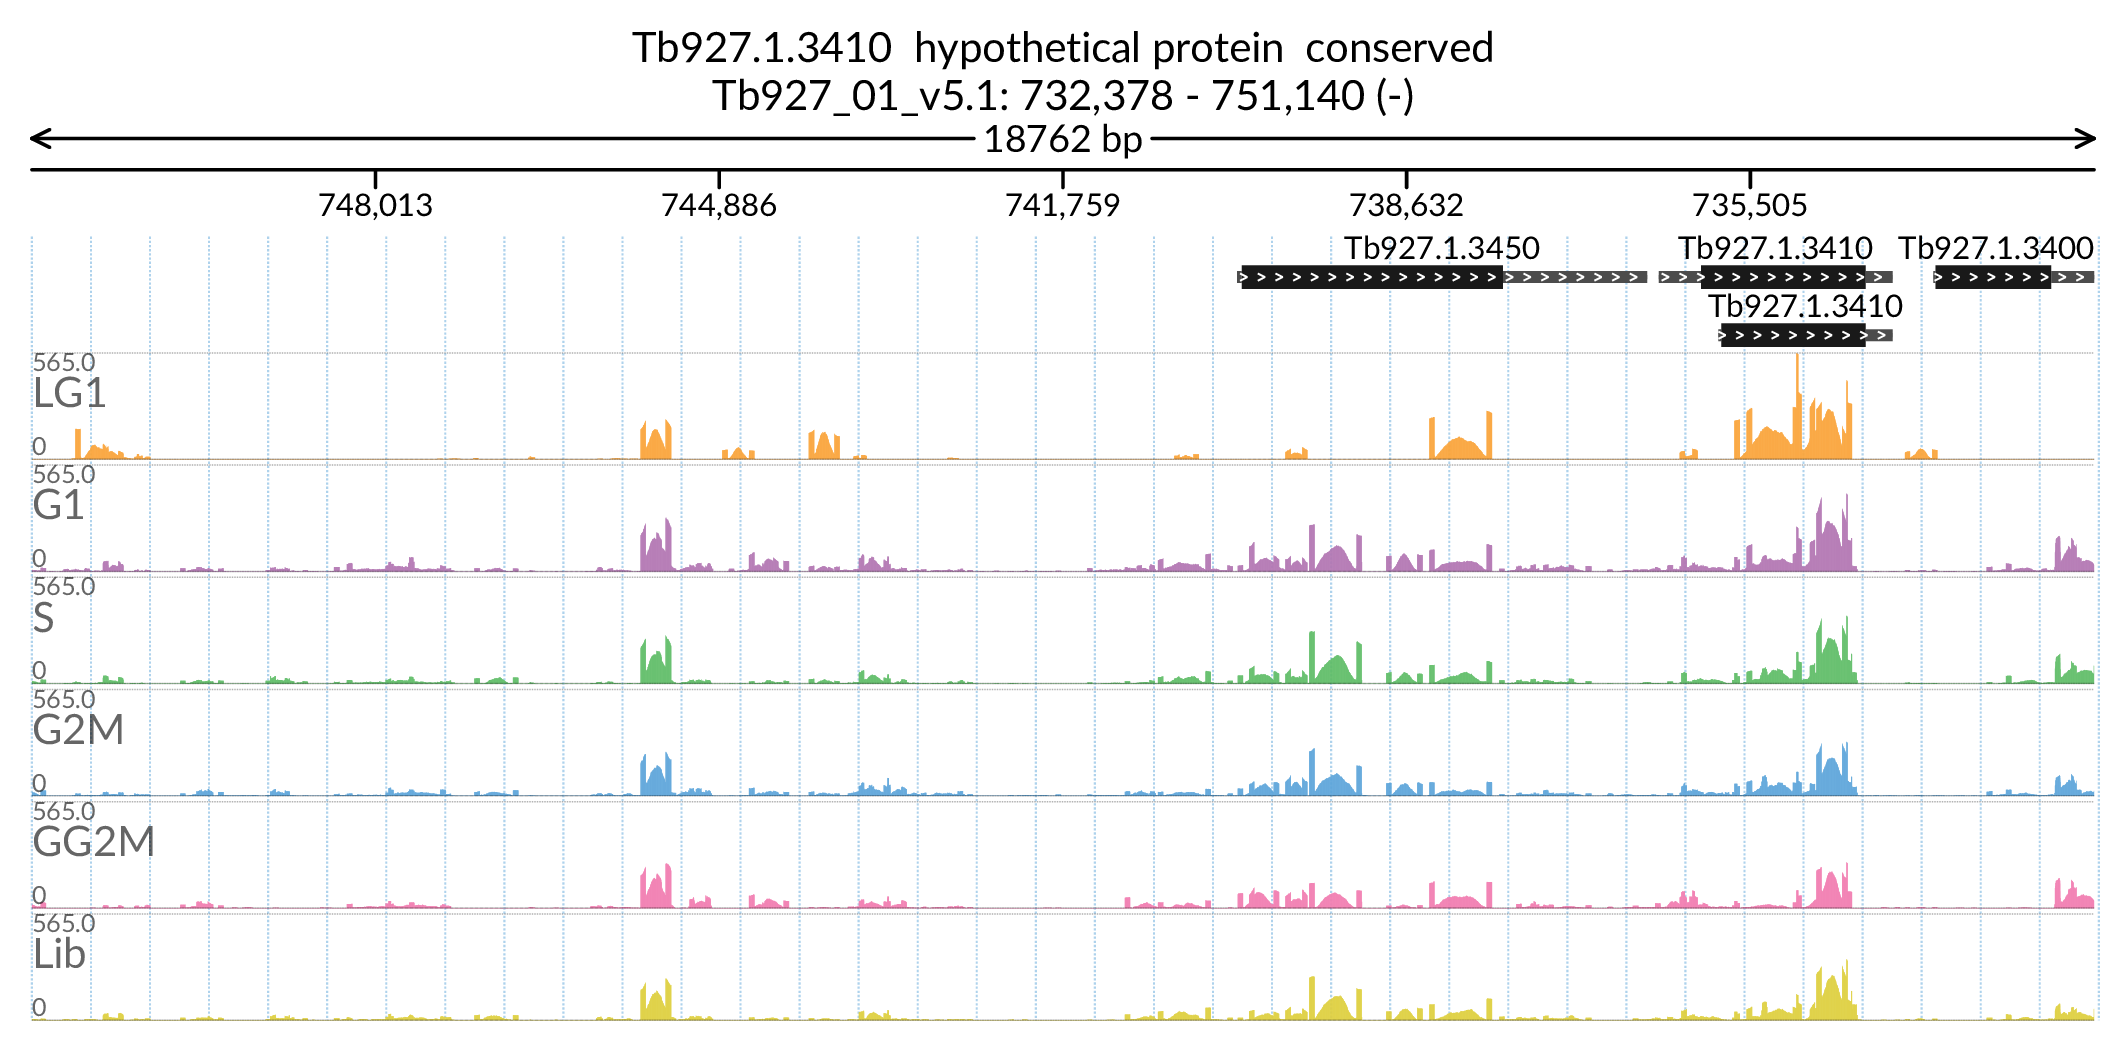 Tb927.1.3410  hypothetical protein  conserved
Tb927_01_v5.1: 732,378 - 751,140 (-)
18762 bp
748,013 744,886 741,759 738,632 735,505
Tb927.1.3450 Tb927.1.3410 Tb927.1.3400
Tb927.1.3410
565.0
LG1
0
565.0
G1
0
565.0
S
0
565.0
G2M
0
565.0
GG2M
0
565.0
Lib
0